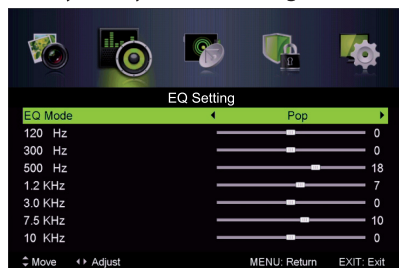 EQ Setting
EQ Mode Pop
120 Hz 0
300 Hz 0
500 Hz 18
1.2 KHz 7
3.0 KHz 0
7.5 KHz 10
10 KHz 0
Move Adjust MENU: Return EXIT: Exit